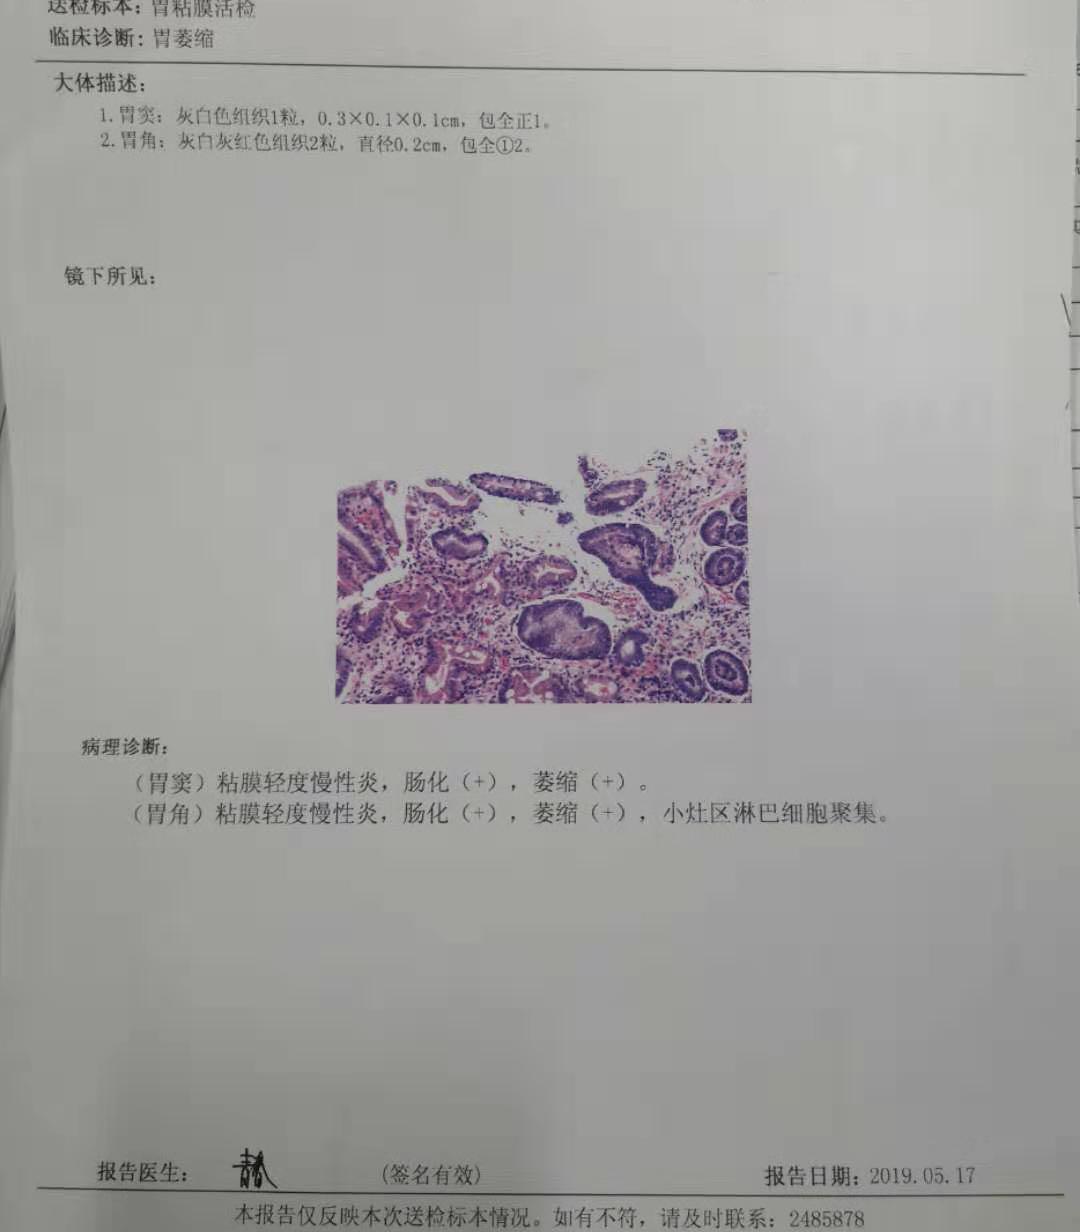 送检标本：胃粘膜活检
临床诊断：胃萎缩
大体描述：
1.胃窦：灰白色组织1粒，0.3×0.1×0.1cm，包全正1。
2.胃角：灰白灰红色组织2粒，直径0.2cm，包全①2。
镜下所见：
病理诊断：
（胃窦）粘膜轻度慢性炎，肠化（+），萎缩（+）。
（胃角）粘膜轻度慢性炎，肠化（+），萎缩（+），小灶区淋巴细胞聚集。
报告医生： (签名有效) 报告日期：2019.05.17
本报告仅反映本次送检标本情况。如有不符，请及时联系：2485878